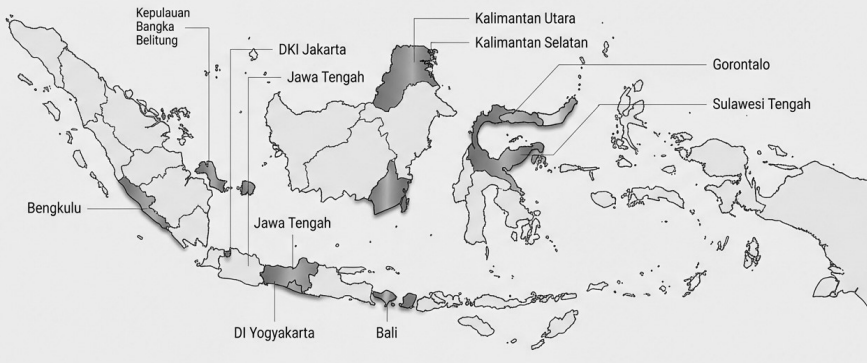 Kepulauan
Bangka
Belitung
DKI Jakarta
Jawa Tengah
Kalimantan Utara
Kalimantan Selatan
Gorontalo
Sulawesi Tengah
Bengkulu
Jawa Tengah
DI Yogyakarta
Bali